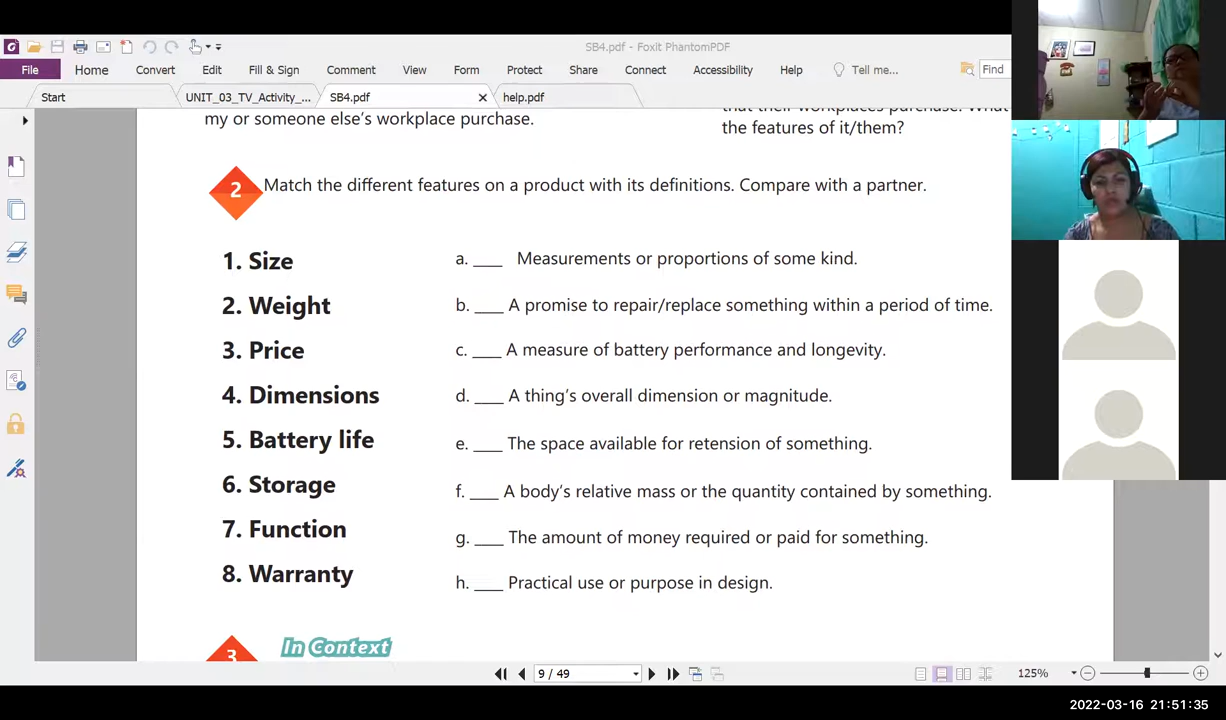 SB4.pdf - Foxit PhantomPDF
File Home Convert Edit Fill & Sign Comment View Form Protect Share Connect Accessibility Help Tell me... Find
Start UNIT_03_TV_Activity_... SB4.pdf help.pdf
my or someone else's workplace purchase.
that their workplaces purchase. What
the features of it/them?
2 Match the different features on a product with its definitions. Compare with a partner.
1. Size
a. ____ Measurements or proportions of some kind.
2. Weight
b. ____ A promise to repair/replace something within a period of time.
3. Price
c. ____ A measure of battery performance and longevity.
4. Dimensions
d. ____ A thing's overall dimension or magnitude.
5. Battery life
e. ____ The space available for retension of something.
6. Storage
f. ____ A body's relative mass or the quantity contained by something.
7. Function
g. ____ The amount of money required or paid for something.
8. Warranty
h. ____ Practical use or purpose in design.
3 In Context
9 / 49
125%
2022-03-16 21:51:35